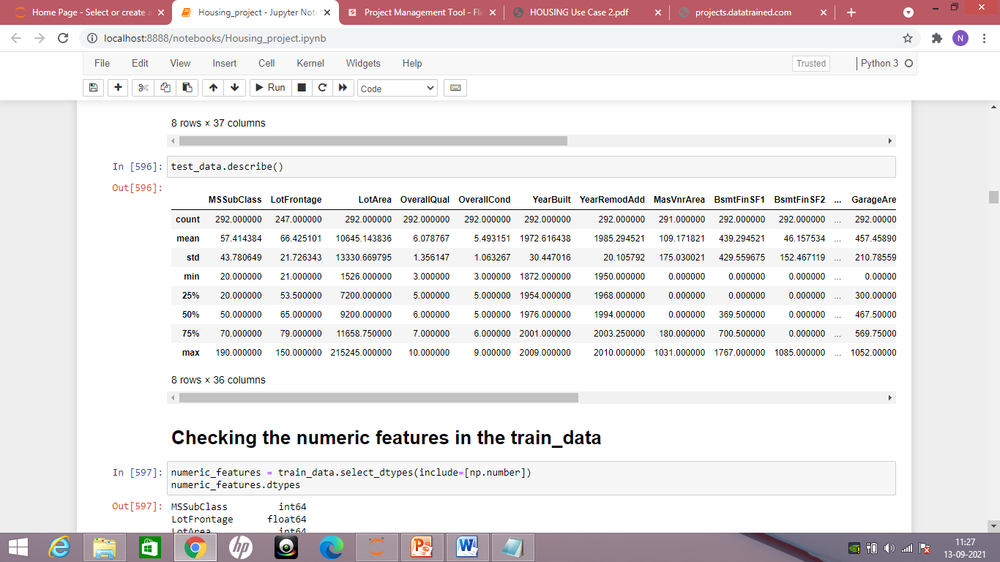 Home Page - Select or create a
Housing_project - Jupyter Note
Project Management Tool - Fli
HOUSING Use Case 2.pdf
projects.datatrained.com
localhost:8888/notebooks/Housing_project.ipynb
N
File Edit View Insert Cell Kernel Widgets Help Trusted Python 3
Run Code
8 rows × 37 columns
In [596]: test_data.describe()
Out[596]:
MSSubClass LotFrontage LotArea OverallQual OverallCond YearBuilt YearRemodAdd MasVnrArea BsmtFinSF1 BsmtFinSF2 ... GarageAre
count 292.000000 247.000000 292.000000 292.000000 292.000000 292.000000 292.000000 291.000000 292.000000 292.000000 ... 292.00000
mean 57.414384 66.425101 10645.143836 6.078767 5.493151 1972.616438 1985.294521 109.171821 439.294521 46.157534 ... 457.45890
std 43.780649 21.726343 13330.669795 1.356147 1.063267 30.447016 20.105792 175.030021 429.559675 152.467119 ... 210.78559
min 20.000000 21.000000 1526.000000 3.000000 3.000000 1872.000000 1950.000000 0.000000 0.000000 0.000000 ... 0.00000
25% 20.000000 53.500000 7200.000000 5.000000 5.000000 1954.000000 1968.000000 0.000000 0.000000 0.000000 ... 300.00000
50% 50.000000 65.000000 9200.000000 6.000000 5.000000 1976.000000 1994.000000 0.000000 369.500000 0.000000 ... 467.50000
75% 70.000000 79.000000 11658.750000 7.000000 6.000000 2001.000000 2003.250000 180.000000 700.500000 0.000000 ... 569.75000
max 190.000000 150.000000 215245.000000 10.000000 9.000000 2009.000000 2010.000000 1031.000000 1767.000000 1085.000000 ... 1052.00000
8 rows × 36 columns
Checking the numeric features in the train_data
In [597]: numeric_features = train_data.select_dtypes(include=[np.number])
numeric_features.dtypes
Out[597]: MSSubClass int64
LotFrontage float64
LotArea int64
hp
11:27
13-09-2021